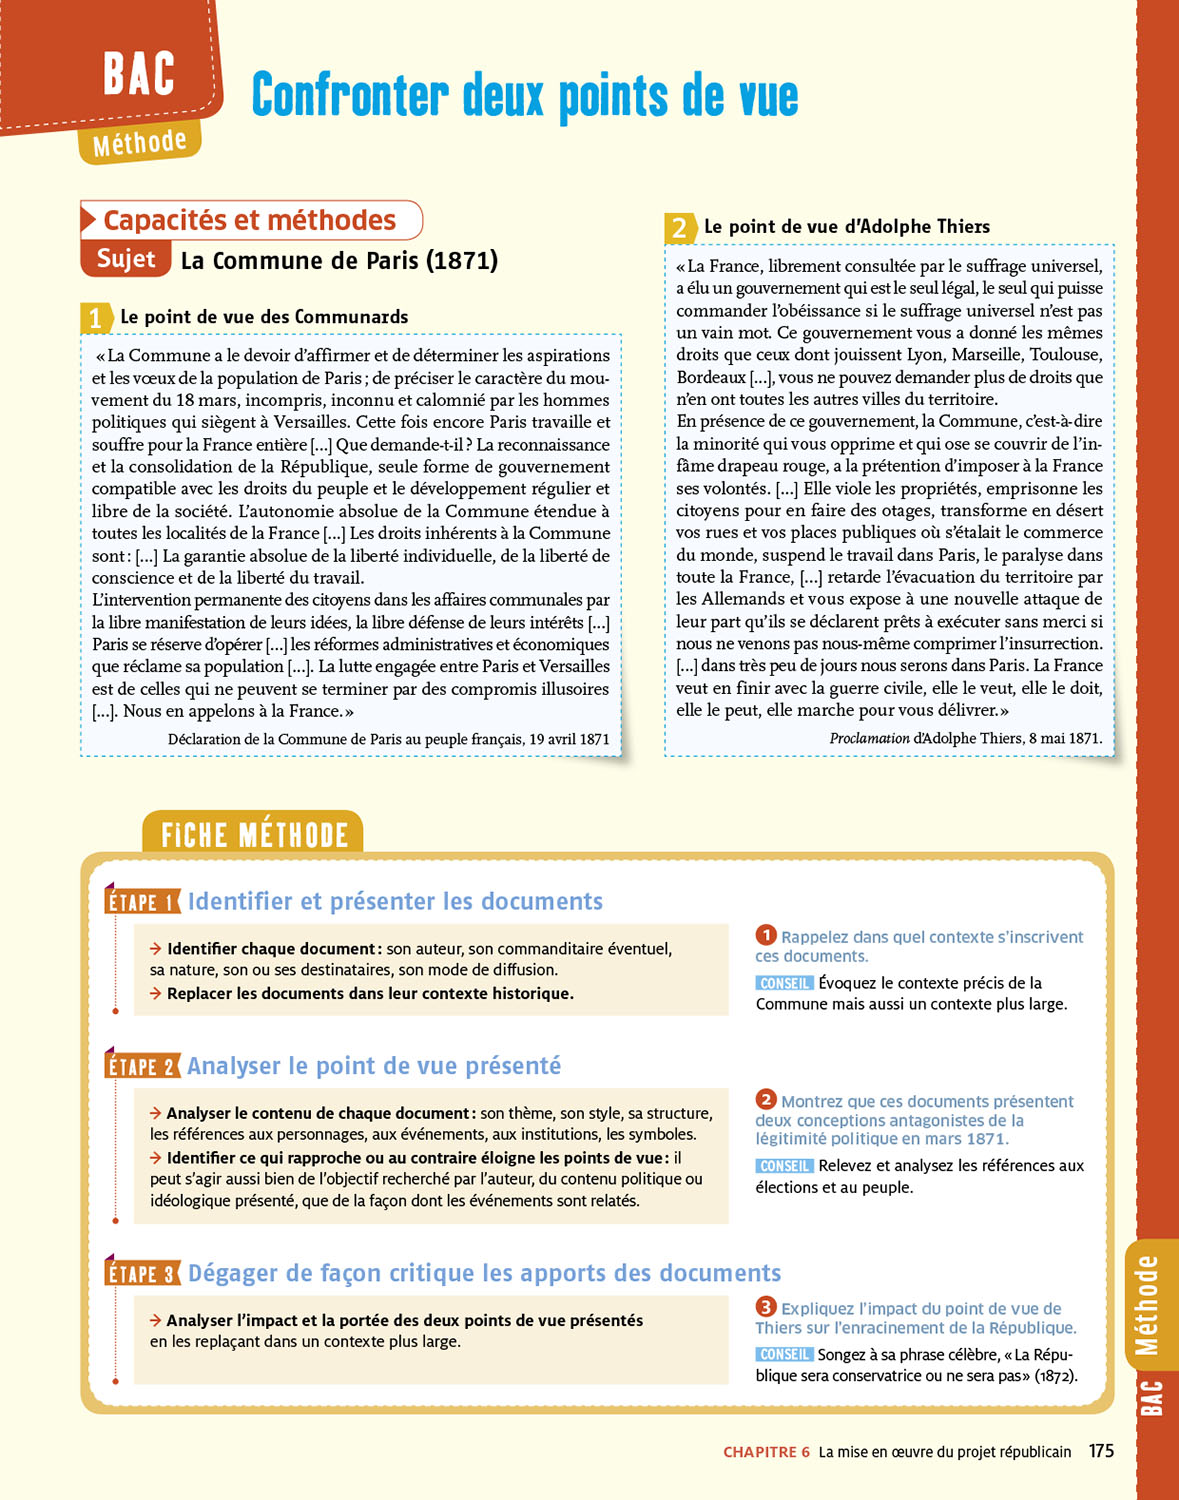 BAC
Méthode
Confronter deux points de vue
Capacités et méthodes
Sujet La Commune de Paris (1871)
1 Le point de vue des Communards
« La Commune a le devoir d’affirmer et de déterminer les aspirations
et les vœux de la population de Paris ; de préciser le caractère du mou-
vement du 18 mars, incompris, inconnu et calomnié par les hommes
politiques qui siègent à Versailles. Cette fois encore Paris travaille et
souffre pour la France entière [...] Que demande-t-il ? La reconnaissance
et la consolidation de la République, seule forme de gouvernement
compatible avec les droits du peuple et le développement régulier et
libre de la société. L’autonomie absolue de la Commune étendue à
toutes les localités de la France [...] Les droits inhérents à la Commune
sont : [...] La garantie absolue de la liberté individuelle, de la liberté de
conscience et de la liberté du travail.
L’intervention permanente des citoyens dans les affaires communales par
la libre manifestation de leurs idées, la libre défense de leurs intérêts [...]
Paris se réserve d’opérer [...] les réformes administratives et économiques
que réclame sa population [...]. La lutte engagée entre Paris et Versailles
est de celles qui ne peuvent se terminer par des compromis illusoires
[...]. Nous en appelons à la France. »
Déclaration de la Commune de Paris au peuple français, 19 avril 1871
2 Le point de vue d’Adolphe Thiers
« La France, librement consultée par le suffrage universel,
a élu un gouvernement qui est le seul légal, le seul qui puisse
commander l’obéissance si le suffrage universel n’est pas
un vain mot. Ce gouvernement vous a donné les mêmes
droits que ceux dont jouissent Lyon, Marseille, Toulouse,
Bordeaux [...], vous ne pouvez demander plus de droits que
n’en ont toutes les autres villes du territoire.
En présence de ce gouvernement, la Commune, c’est-à-dire
la minorité qui vous opprime et qui ose se couvrir de l’in-
fâme drapeau rouge, a la prétention d’imposer à la France
ses volontés. [...] Elle viole les propriétés, emprisonne les
citoyens pour en faire des otages, transforme en désert
vos rues et vos places publiques où s’étalait le commerce
du monde, suspend le travail dans Paris, le paralyse dans
toute la France, [...] retarde l’évacuation du territoire par
les Allemands et vous expose à une nouvelle attaque de
leur part qu’ils se déclarent prêts à exécuter sans merci si
nous ne venons pas nous-même comprimer l’insurrection.
[...] dans très peu de jours nous serons dans Paris. La France
veut en finir avec la guerre civile, elle le veut, elle le doit,
elle le peut, elle marche pour vous délivrer. »
Proclamation d’Adolphe Thiers, 8 mai 1871.
FICHE MÉTHODE
ÉTAPE 1 Identifier et présenter les documents
→ Identifier chaque document : son auteur, son commanditaire éventuel,
sa nature, son ou ses destinataires, son mode de diffusion.
→ Replacer les documents dans leur contexte historique.
1 Rappelez dans quel contexte s’inscrivent
ces documents.
CONSEIL Évoquez le contexte précis de la
Commune mais aussi un contexte plus large.
ÉTAPE 2 Analyser le point de vue présenté
→ Analyser le contenu de chaque document : son thème, son style, sa structure,
les références aux personnages, aux événements, aux institutions, les symboles.
→ Identifier ce qui rapproche ou au contraire éloigne les points de vue : il
peut s’agir aussi bien de l’objectif recherché par l’auteur, du contenu politique ou
idéologique présenté, que de la façon dont les événements sont relatés.
2 Montrez que ces documents présentent
deux conceptions antagonistes de la
légitimité politique en mars 1871.
CONSEIL Relevez et analysez les références aux
élections et au peuple.
ÉTAPE 3 Dégager de façon critique les apports des documents
→ Analyser l’impact et la portée des deux points de vue présentés
en les replaçant dans un contexte plus large.
3 Expliquez l’impact du point de vue de
Thiers sur l’enracinement de la République.
CONSEIL Songez à sa phrase célèbre, « La Répu-
blique sera conservatrice ou ne sera pas » (1872).
Méthode
BAC
CHAPITRE 6 La mise en œuvre du projet républicain 175